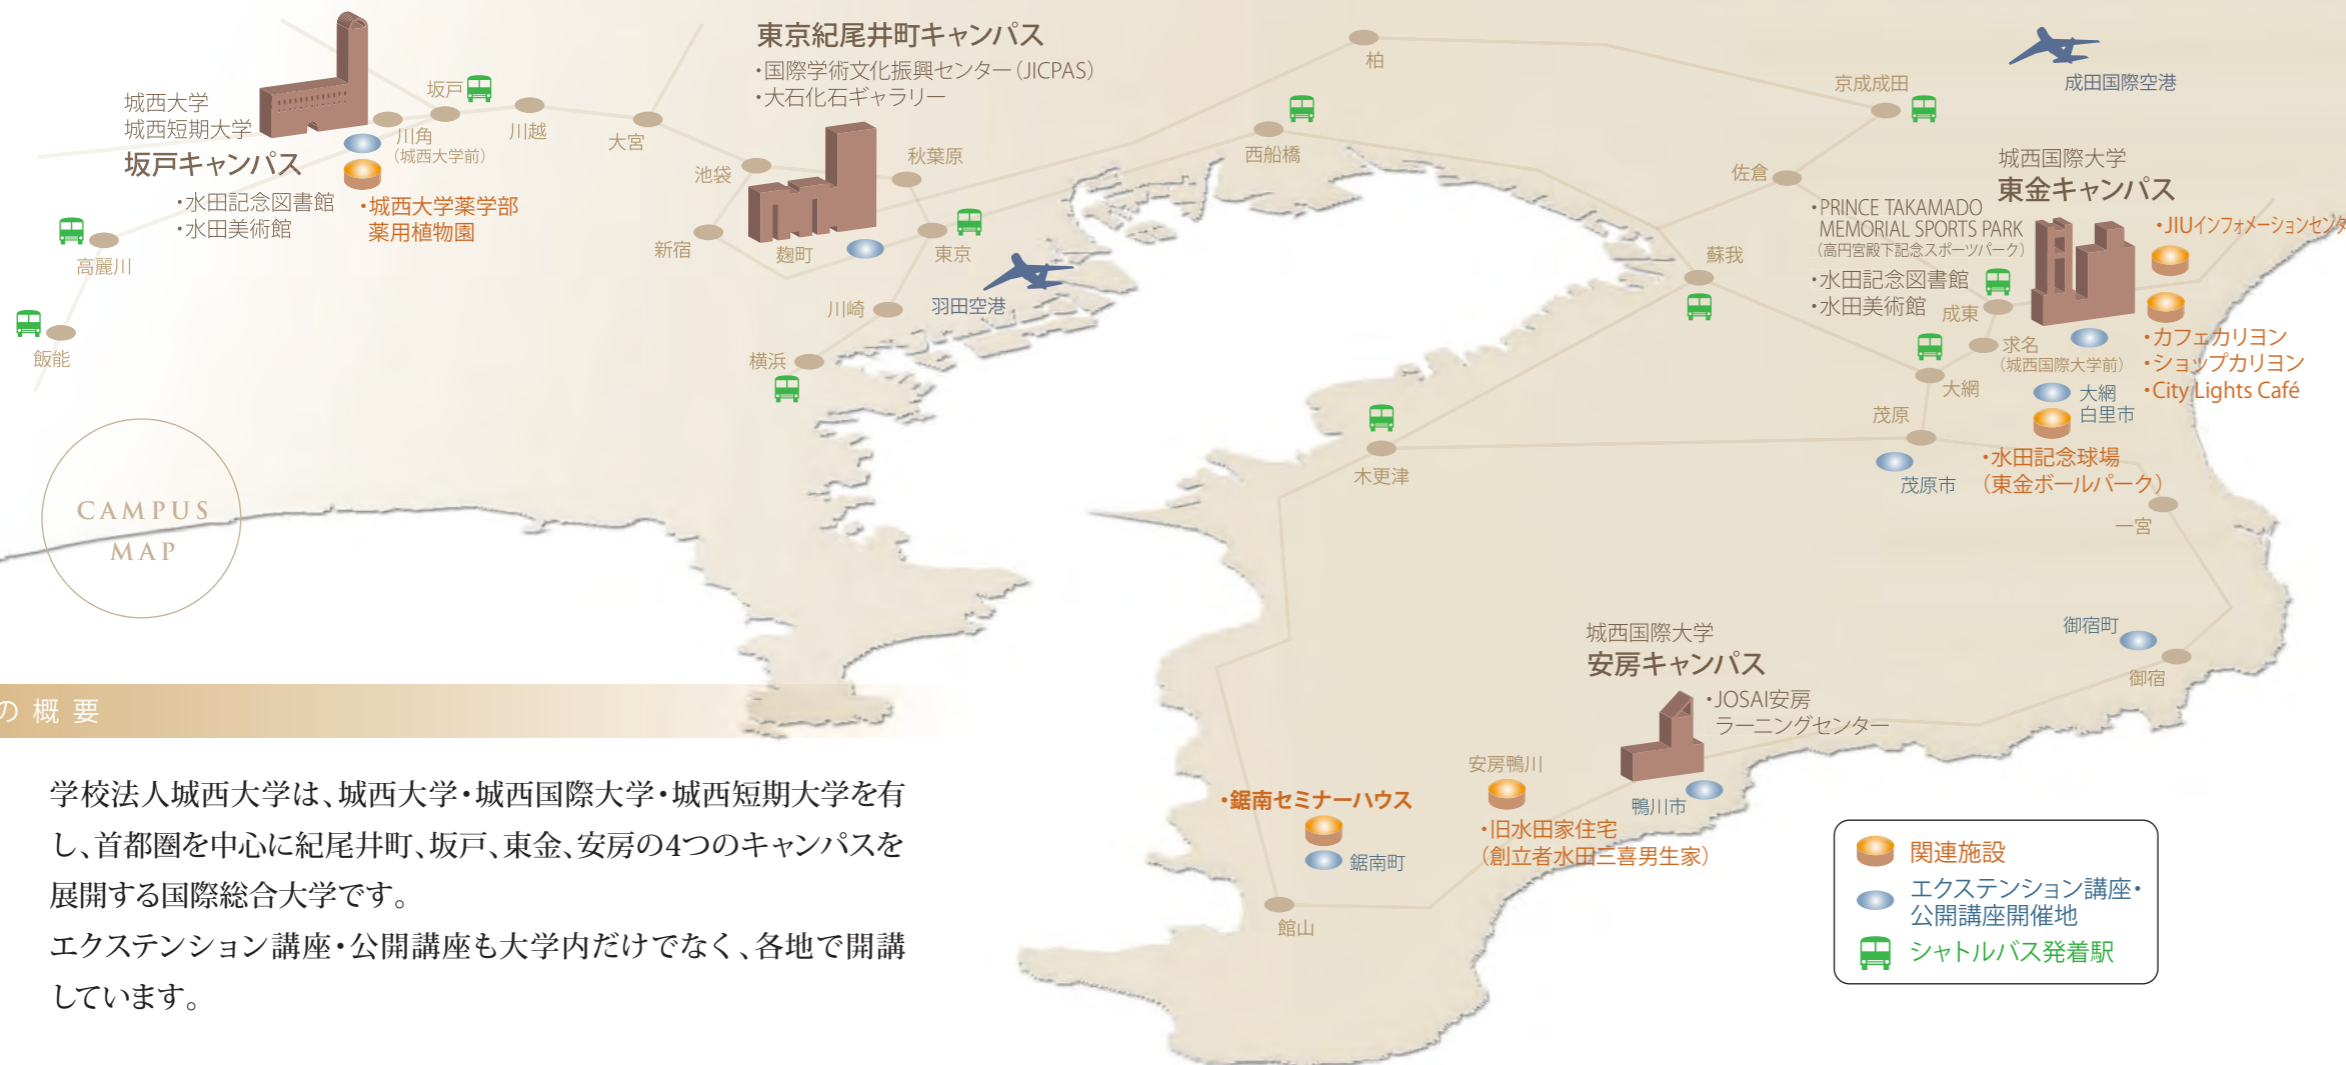 東京紀尾井町キャンパス
・国際学術文化振興センター（JICPAS）
・大石化石ギャラリー
城西大学
城西短期大学
坂戸キャンパス
・水田記念図書館
・水田美術館
・城西大学薬学部
薬用植物園
坂戸
川角
（城西大学前）
川越
大宮
池袋
秋葉原
新宿
麹町
東京
川崎
羽田空港
横浜
高麗川
飯能
柏
西船橋
京成成田
成田国際空港
佐倉
蘇我
城西国際大学
東金キャンパス
・PRINCE TAKAMADO
MEMORIAL SPORTS PARK
（高円宮殿下記念スポーツパーク）
・水田記念図書館
・水田美術館
・JIUインフォメーションセンタ
成東
求名
（城西国際大学前）
・カフェカリヨン
・ショップカリヨン
・City Lights Café
大網
大網
白里市
茂原
茂原市
・水田記念球場
（東金ボールパーク）
一宮
木更津
御宿町
御宿
CAMPUS
MAP
城西国際大学
安房キャンパス
・JOSAI安房
ラーニングセンター
安房鴨川
鴨川市
・旧水田家住宅
（創立者水田三喜男生家）
・鋸南セミナーハウス
鋸南町
館山
の概要
学校法人城西大学は、城西大学・城西国際大学・城西短期大学を有
し、首都圏を中心に紀尾井町、坂戸、東金、安房の4つのキャンパスを
展開する国際総合大学です。
エクステンション講座・公開講座も大学内だけでなく、各地で開講
しています。
関連施設
エクステンション講座・
公開講座開催地
シャトルバス発着駅